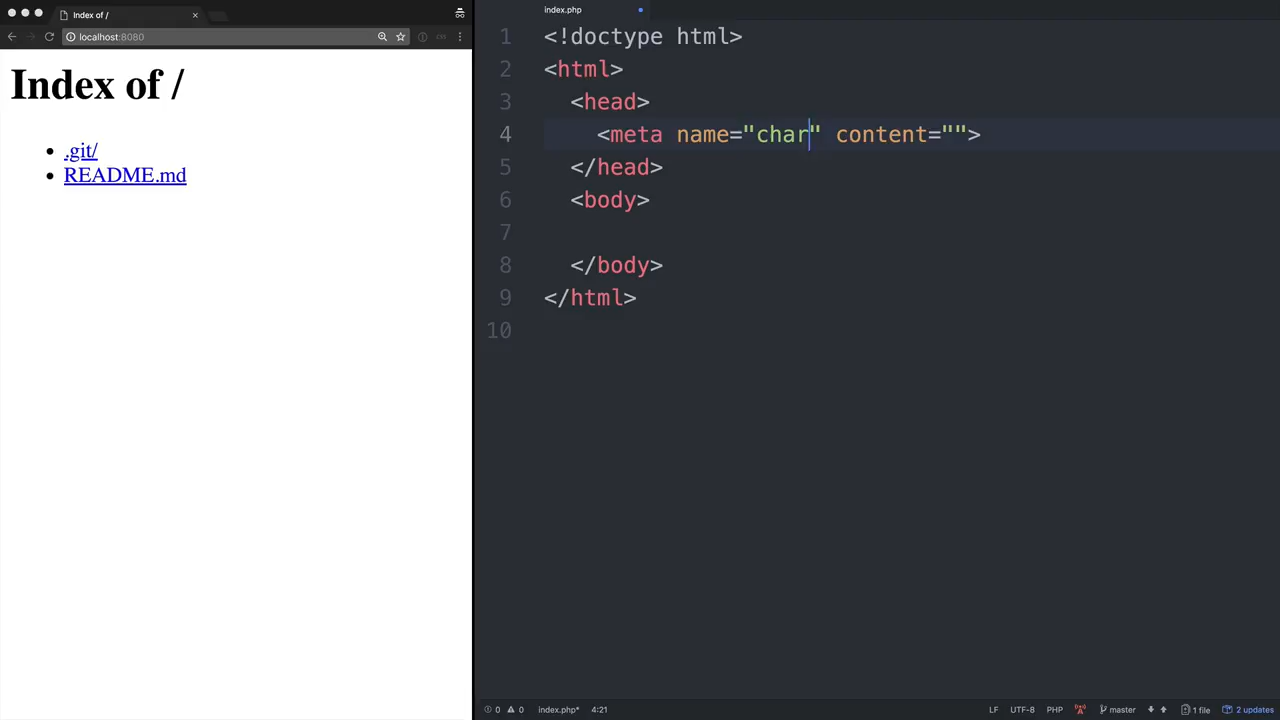 Index of /
localhost:8080
Index of /
.git/
README.md
index.php
1 <!doctype html>
2 <html>
3 <head>
4 <meta name="char" content="">
5 </head>
6 <body>
7
8 </body>
9 </html>
10
0 0 index.php* 4:21
LF UTF-8 PHP master 1 file 2 updates